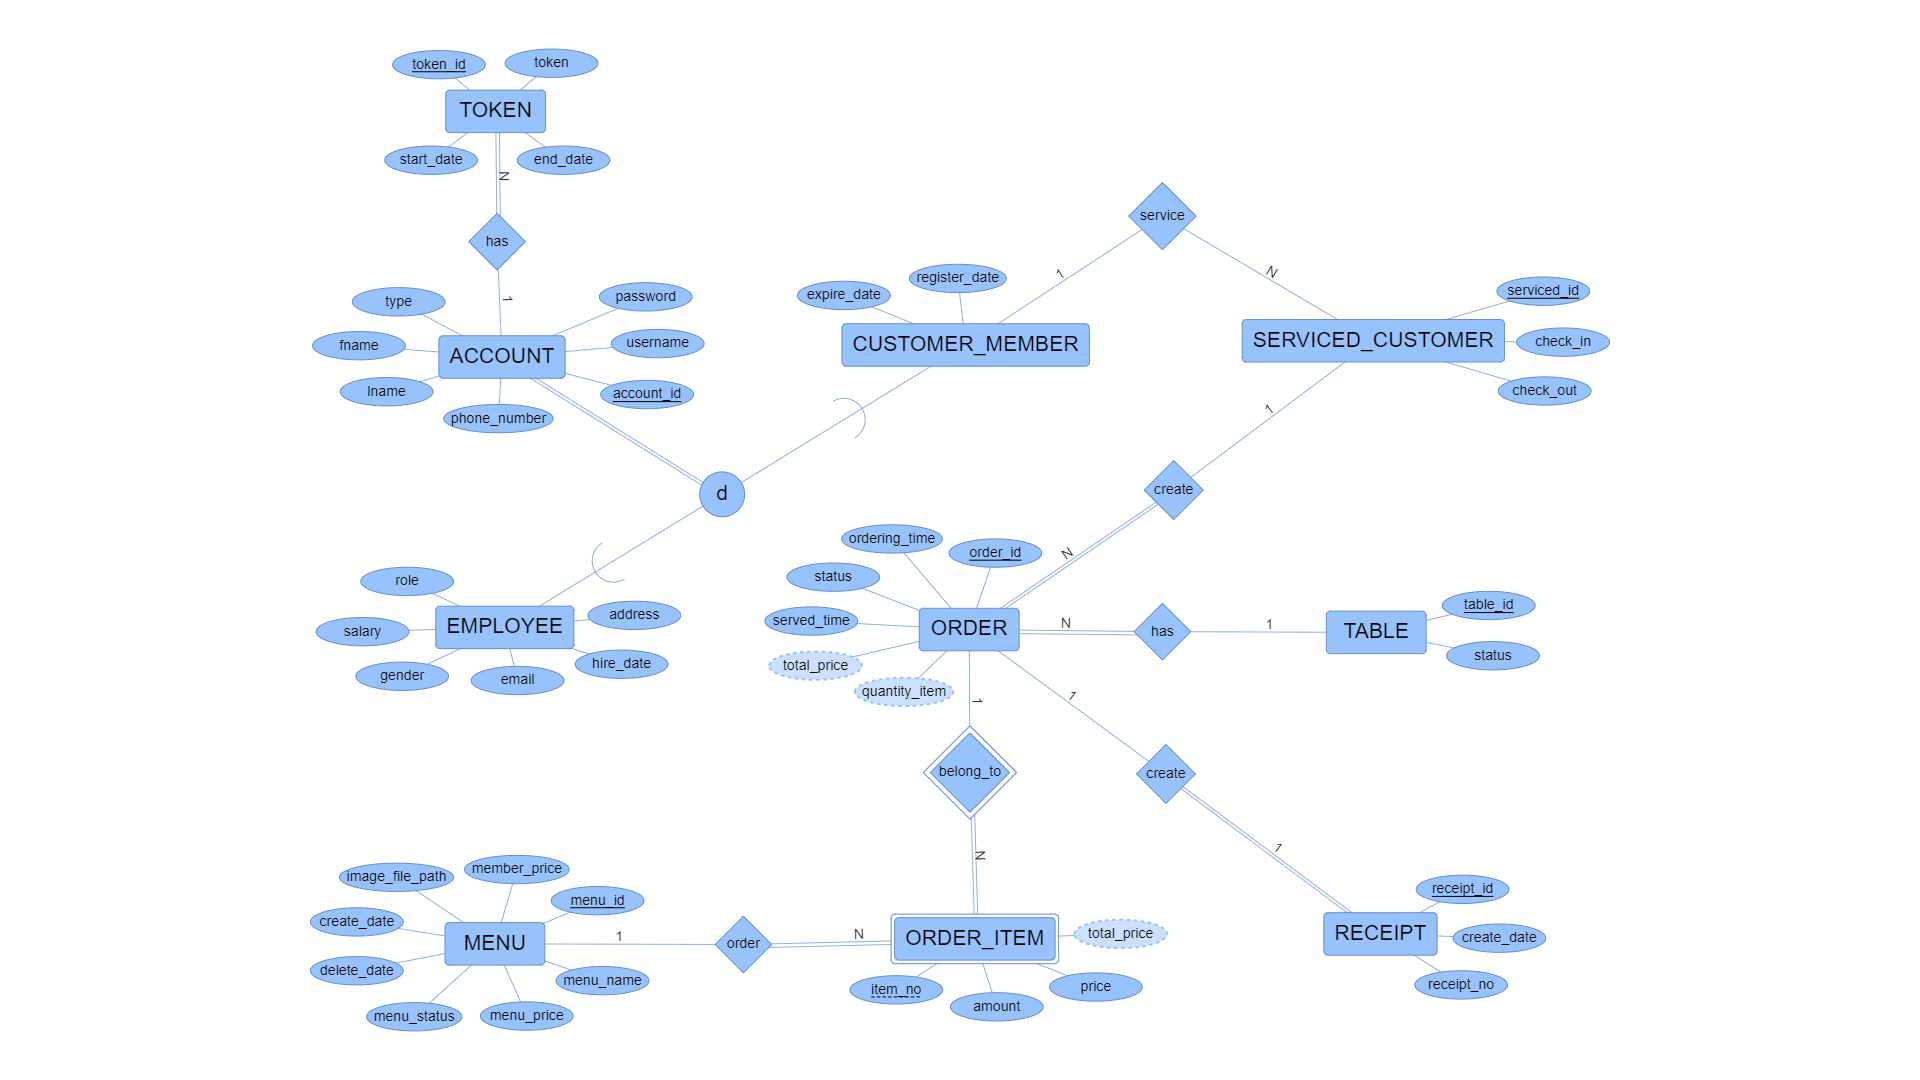 token_id
token
TOKEN
start_date
end_date
N
has
1
type
password
fname
username
ACCOUNT
lname
account_id
phone_number
d
role
address
EMPLOYEE
salary
hire_date
gender
email
service
1
N
register_date
expire_date
CUSTOMER_MEMBER
serviced_id
SERVICED_CUSTOMER
check_in
check_out
1
create
N
ordering_time
order_id
status
served_time
ORDER
total_price
quantity_item
N
has
1
table_id
TABLE
status
1
belong_to
N
1
create
1
receipt_id
RECEIPT
create_date
receipt_no
member_price
image_file_path
menu_id
create_date
MENU
delete_date
menu_name
menu_status
menu_price
1
order
N
ORDER_ITEM
total_price
item_no
price
amount